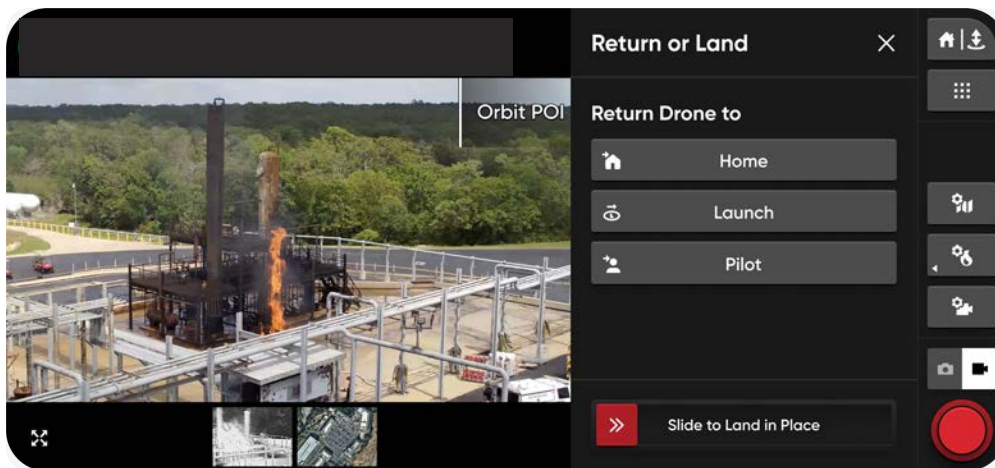 Return or Land
Orbit POI
Return Drone to
Home
Launch
Pilot
Slide to Land in Place